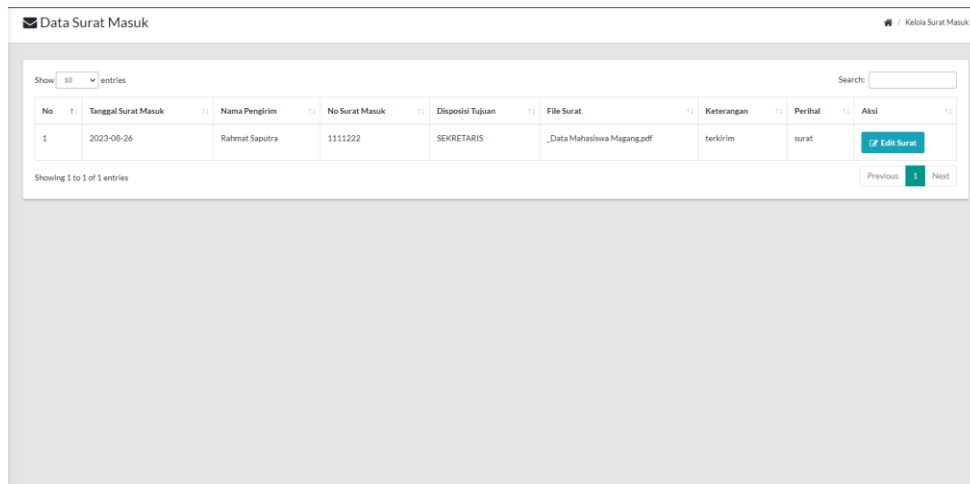 Data Surat Masuk
/ Kelola Surat Masuk
Show 10 entries
Search:
No Tanggal Surat Masuk Nama Pengirim No Surat Masuk Disposisi Tujuan File Surat Keterangan Perihal Aksi
1 2023-08-26 Rahmat Saputra 1111222 SEKRETARIS _Data Mahasiswa Magang.pdf terkirim surat Edit Surat
Showing 1 to 1 of 1 entries
Previous 1 Next